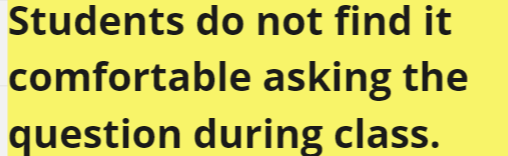 Students do not find it
comfortable asking the
question during class.